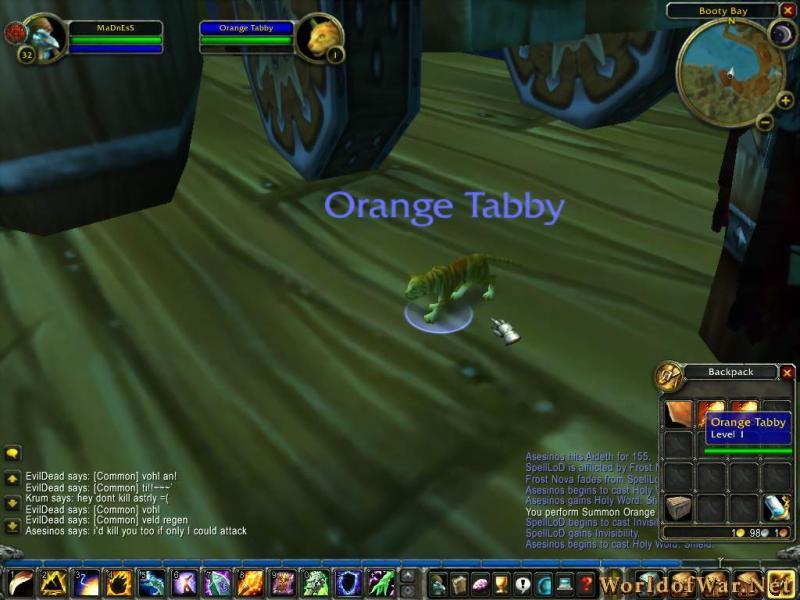 MaDnEsS
32
Orange Tabby
1
Booty Bay
N
Orange Tabby
Backpack
Orange Tabby
Level 1
EvilDead says: [Common] vohl an!
EvilDead says: [Common] til!!~~~`
Krum says: hey dont kill astrly =(
EvilDead says: [Common] vohl
EvilDead says: [Common] veld regen
Asesinos says: i'd kill you too if only I could attack
Asesinos hits Aideth for 155.
SpellLoD is afflicted by Frost
Frost Nova fades from SpellLo
Asesinos begins to cast Holy
Asesinos gains Holy Word: Sh
You perform Summon Orange
SpellLoD begins to cast Invisib
SpellLoD gains Invisibility.
Asesinos begins to cast Holy Word: Shield.
1 98 1
WorldofWar.Net